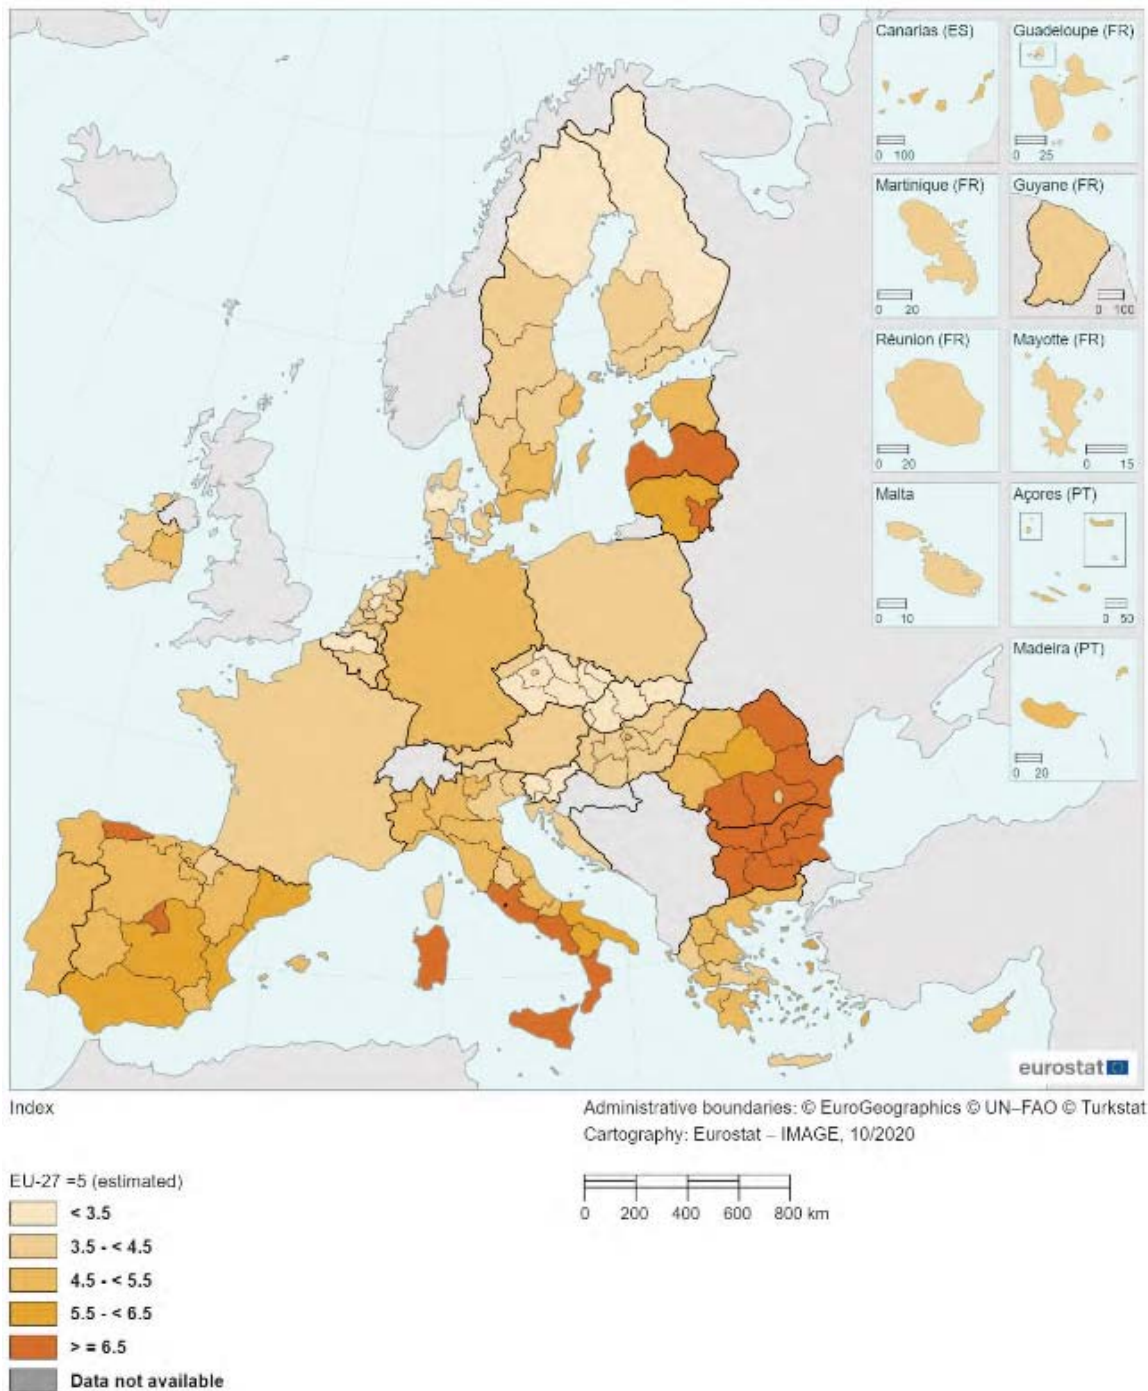 Canarias (ES)
0 100
Guadeloupe (FR)
0 25
Martinique (FR)
0 20
Guyane (FR)
0 100
Réunion (FR)
0 20
Mayotte (FR)
0 15
Malta
0 10
Açores (PT)
0 50
Madeira (PT)
0 20
eurostat
Index
Administrative boundaries: © EuroGeographics © UN–FAO © Turkstat
Cartography: Eurostat – IMAGE, 10/2020
EU-27 =5 (estimated)
< 3.5
3.5 - < 4.5
4.5 - < 5.5
5.5 - < 6.5
> = 6.5
Data not available
0 200 400 600 800 km